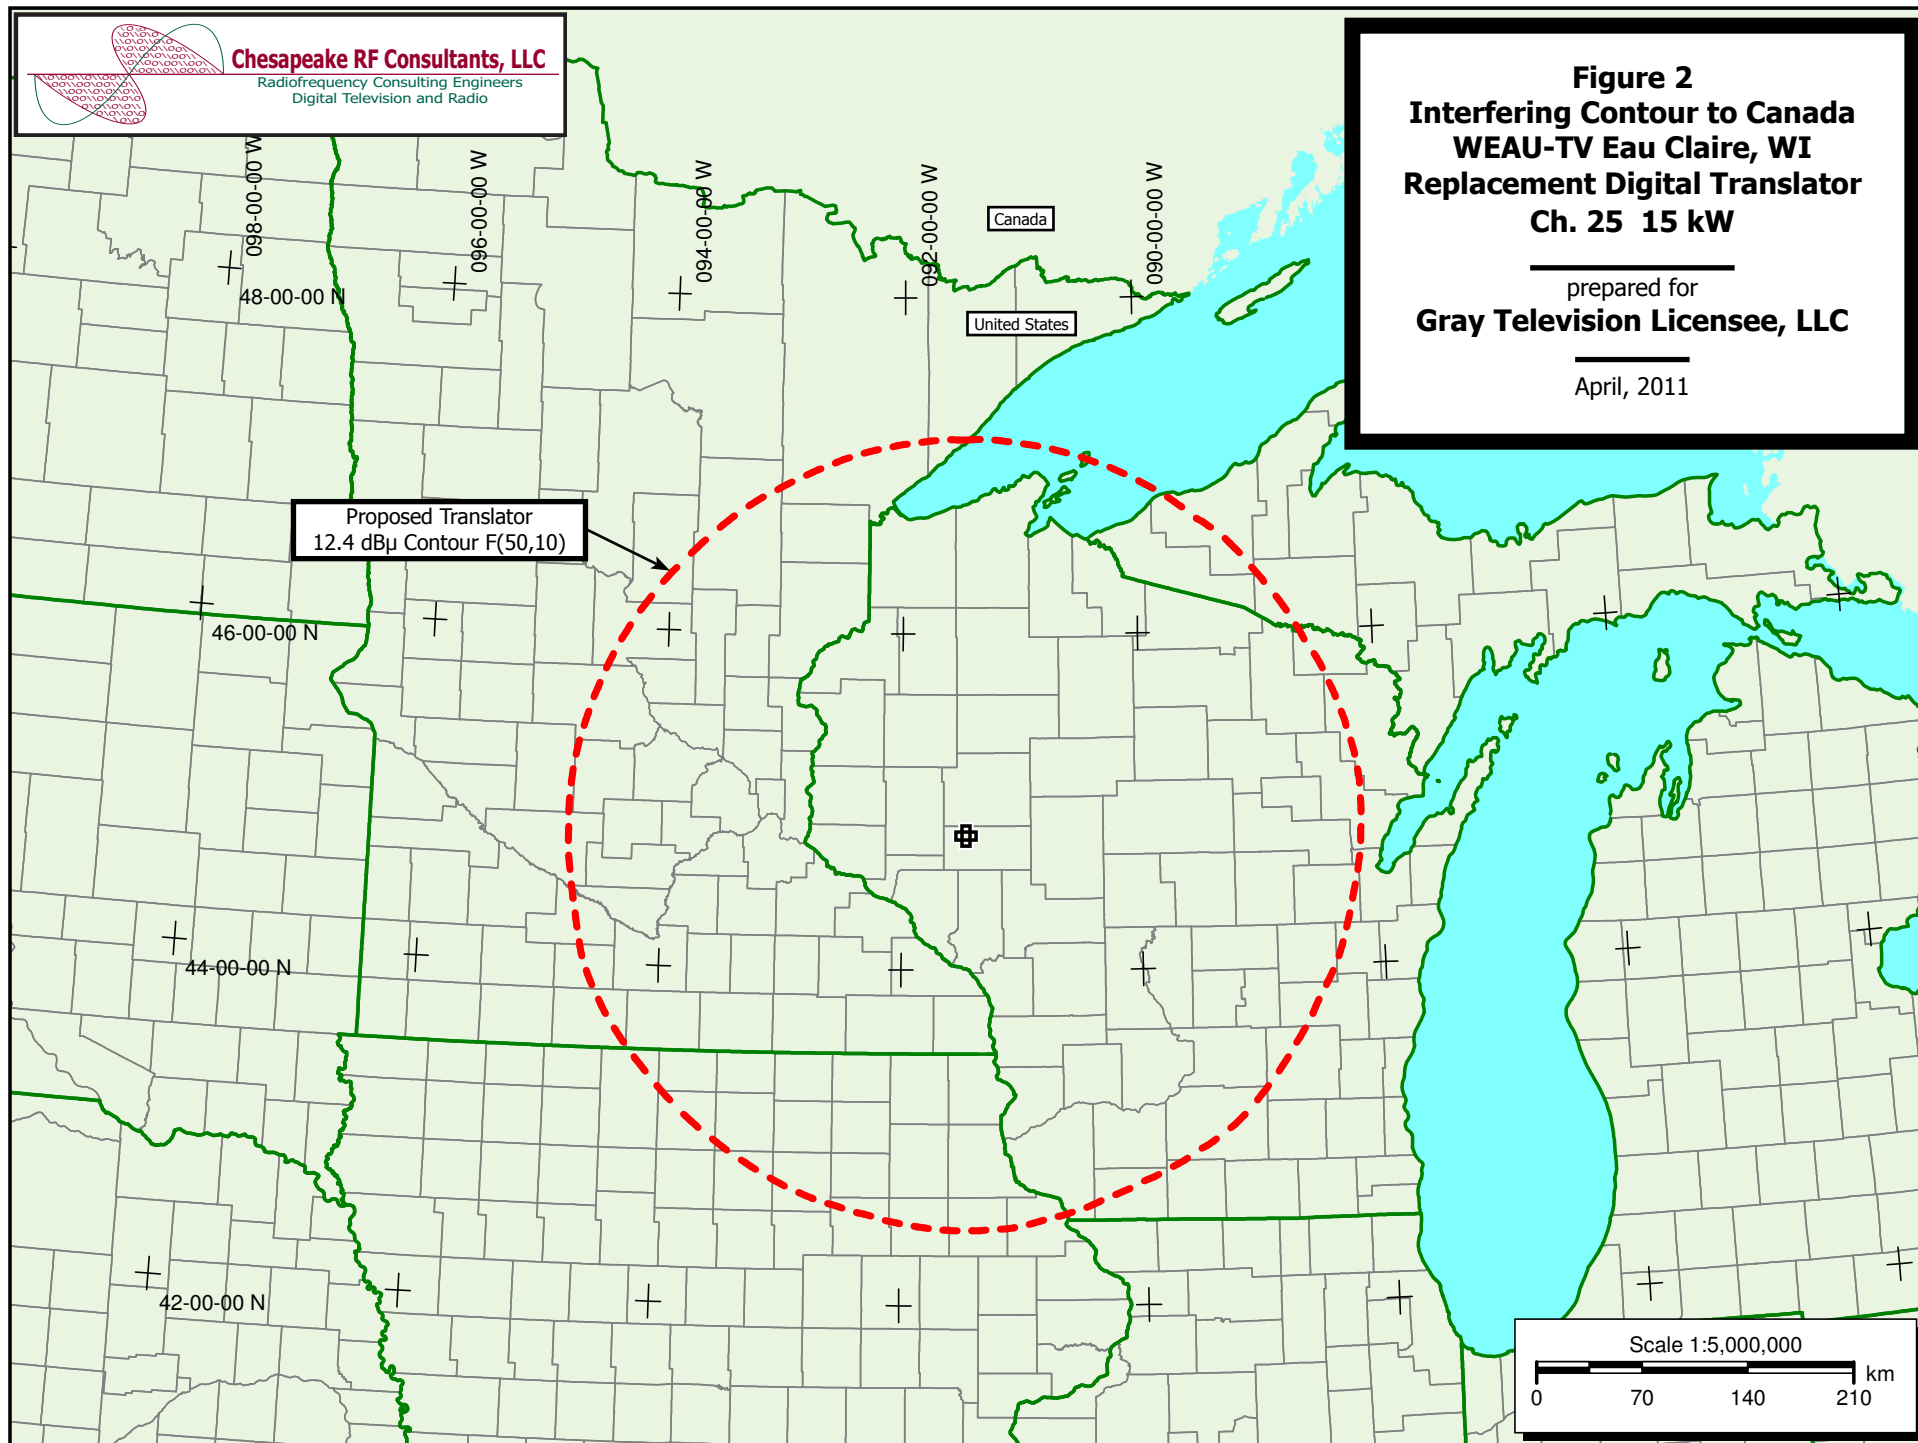 Chesapeake RF Consultants, LLC
Radiofrequency Consulting Engineers
Digital Television and Radio
Figure 2
Interfering Contour to Canada
WEAU-TV Eau Claire, WI
Replacement Digital Translator
Ch. 25 15 kW
prepared for
Gray Television Licensee, LLC
April, 2011
098-00-00 W
096-00-00 W
094-00-00 W
092-00-00 W
090-00-00 W
Canada
48-00-00 N
United States
Proposed Translator
12.4 dBµ Contour F(50,10)
46-00-00 N
44-00-00 N
42-00-00 N
Scale 1:5,000,000
km
0 70 140 210